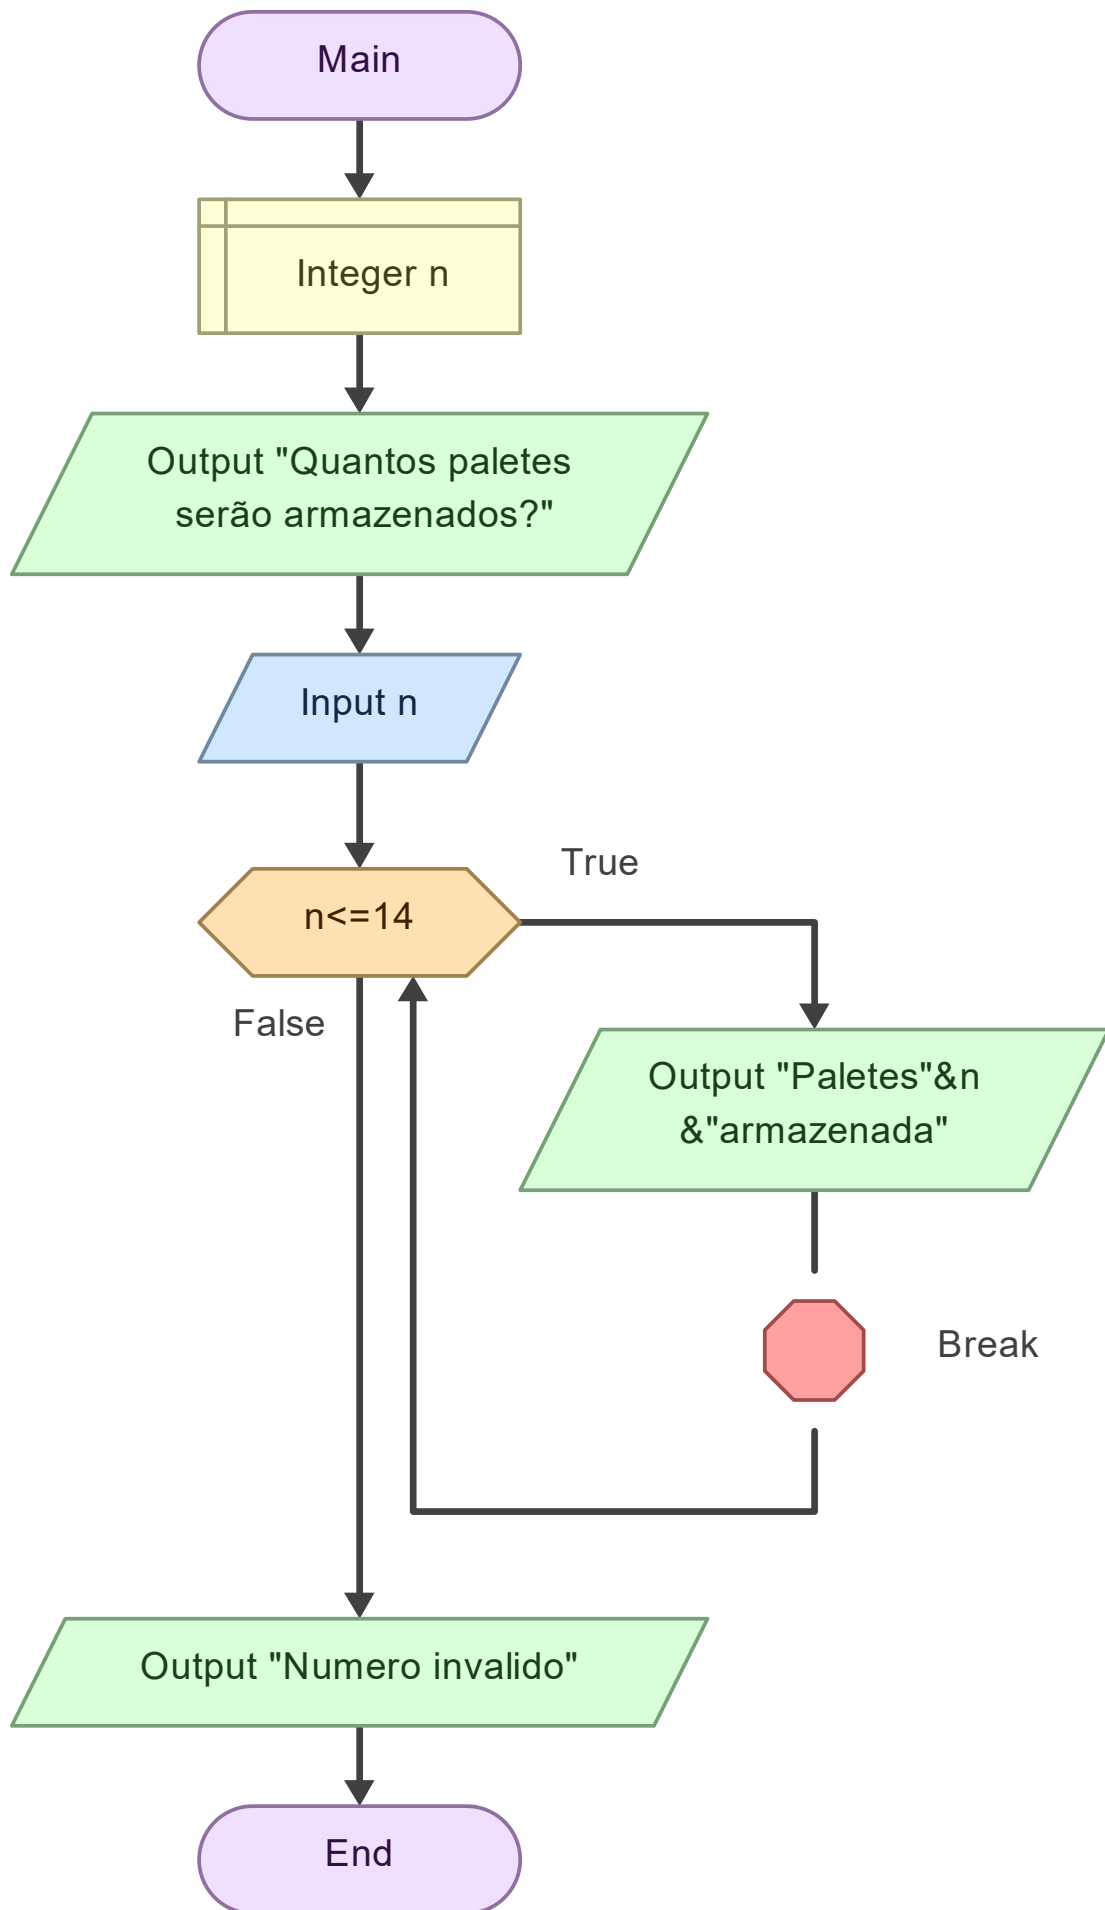 Main
Integer n
Output "Quantos paletes
serão armazenados?"
Input n
n<=14
True
False
Output "Paletes"&n
&"armazenada"
Break
Output "Numero invalido"
End